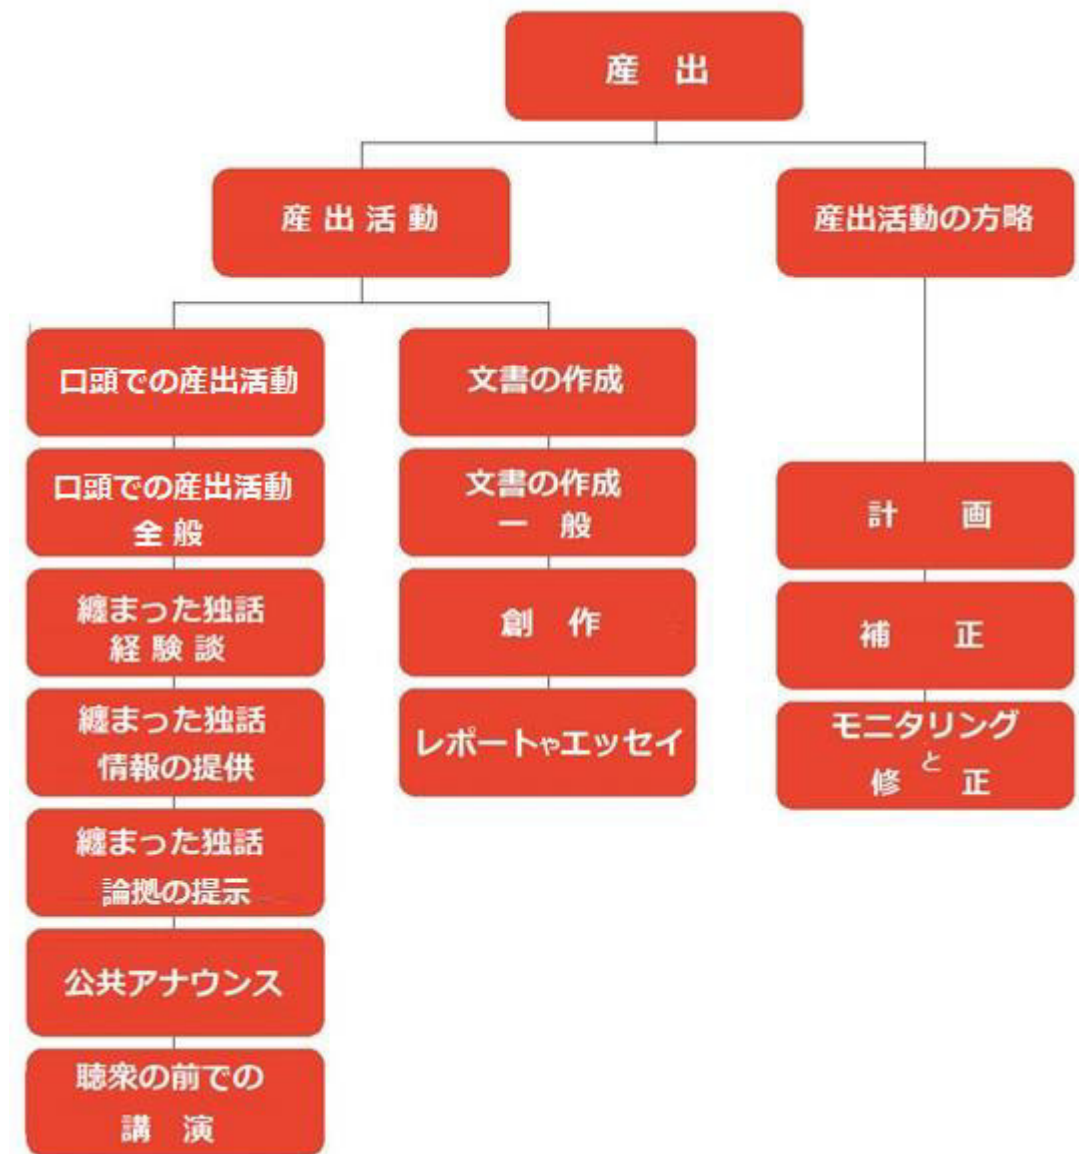 産出
産出活動
産出活動の方略
口頭での産出活動
口頭での産出活動
全般
纏まった独話
経験談
纏まった独話
情報の提供
纏まった独話
論拠の提示
公共アナウンス
聴衆の前での
講演
文書の作成
文書の作成
一般
創作
レポートやエッセイ
計画
補正
モニタリング
と
修正